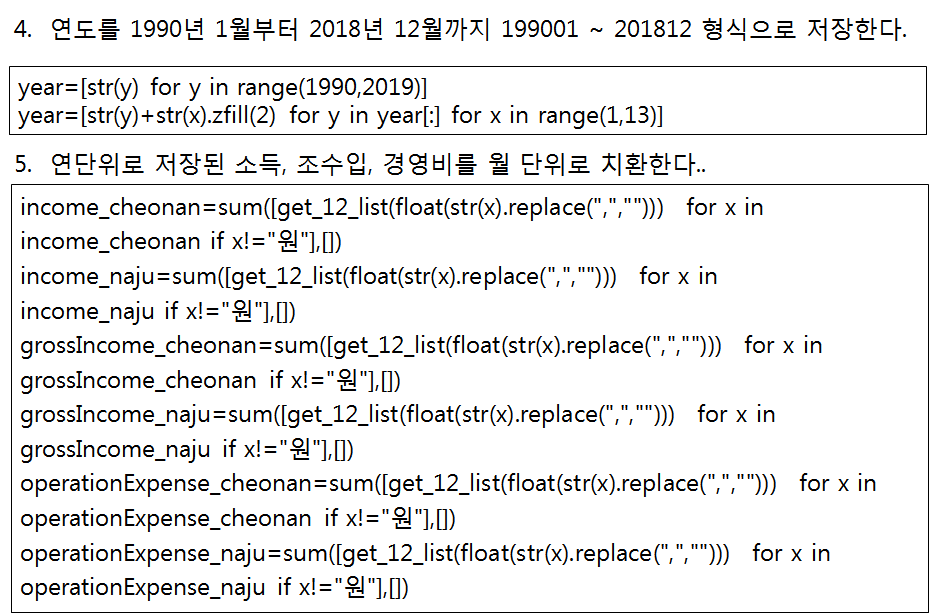 4. 연도를 1990년 1월부터 2018년 12월까지 199001 ~ 201812 형식으로 저장한다.
year=[str(y) for y in range(1990,2019)]
year=[str(y)+str(x).zfill(2) for y in year[:] for x in range(1,13)]
5. 연단위로 저장된 소득, 조수입, 경영비를 월 단위로 치환한다..
income_cheonan=sum([get_12_list(float(str(x).replace(",",""))) for x in
income_cheonan if x!="원"],[])
income_naju=sum([get_12_list(float(str(x).replace(",",""))) for x in
income_naju if x!="원"],[])
grossIncome_cheonan=sum([get_12_list(float(str(x).replace(",",""))) for x in
grossIncome_cheonan if x!="원"],[])
grossIncome_naju=sum([get_12_list(float(str(x).replace(",",""))) for x in
grossIncome_naju if x!="원"],[])
operationExpense_cheonan=sum([get_12_list(float(str(x).replace(",",""))) for x in
operationExpense_cheonan if x!="원"],[])
operationExpense_naju=sum([get_12_list(float(str(x).replace(",",""))) for x in
operationExpense_naju if x!="원"],[])